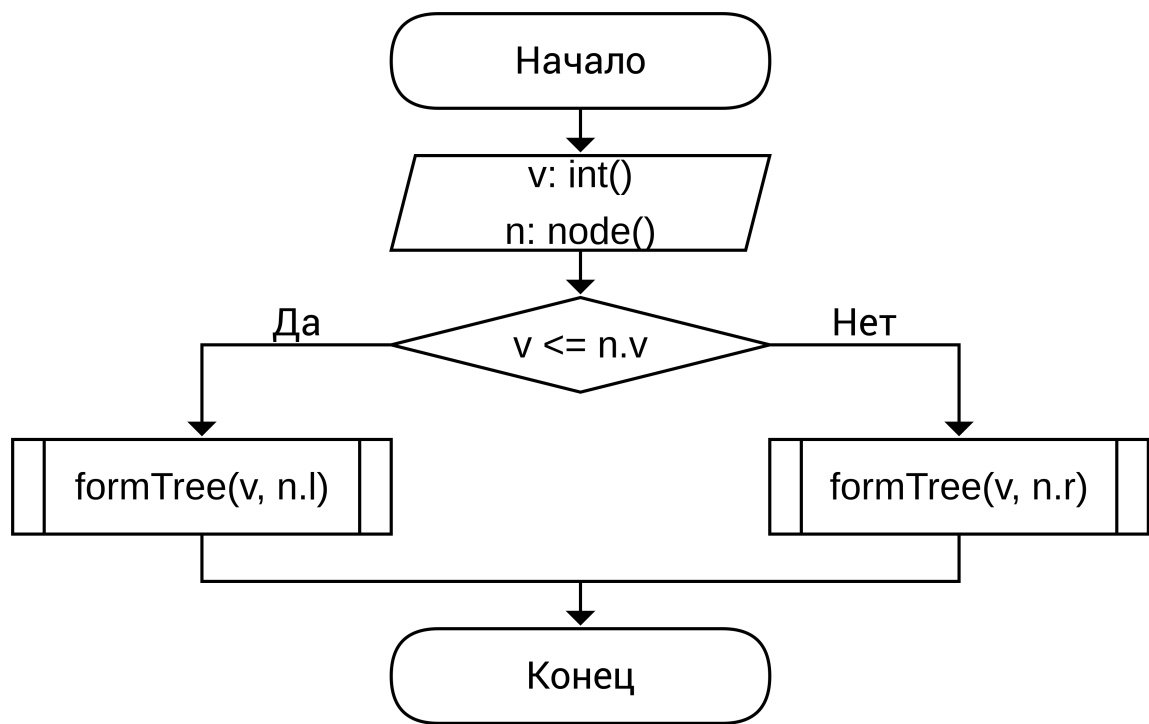 Начало
v: int()
n: node()
Да
Нет
v <= n.v
formTree(v, n.l)
formTree(v, n.r)
Конец